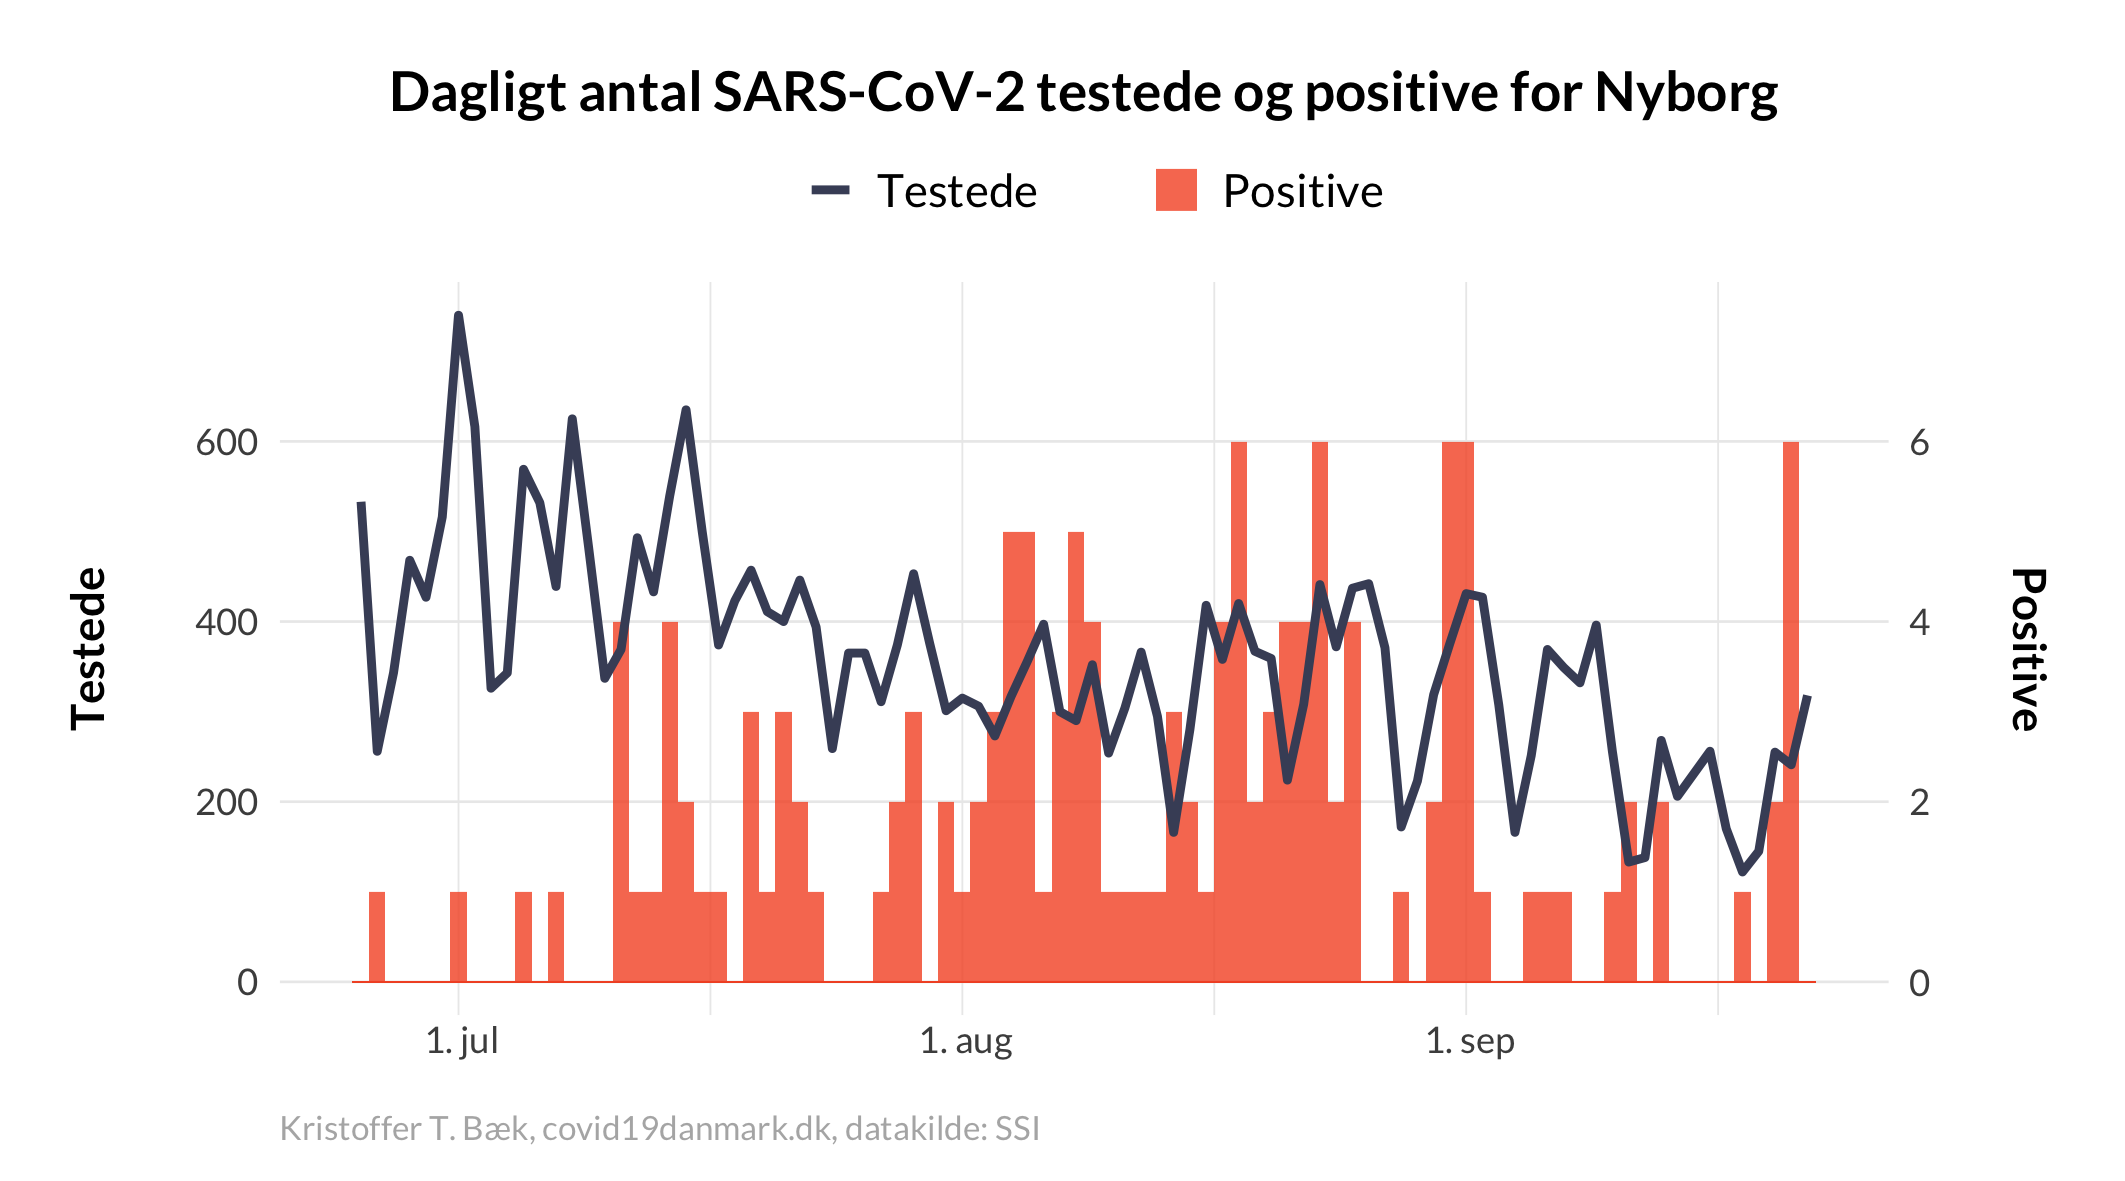 Dagligt antal SARS-CoV-2 testede og positive for Nyborg
Testede Positive
Testede
Positive
600 6
400 4
200 2
0 0
1. jul 1. aug 1. sep
Kristoffer T. Bæk, covid19danmark.dk, datakilde: SSI